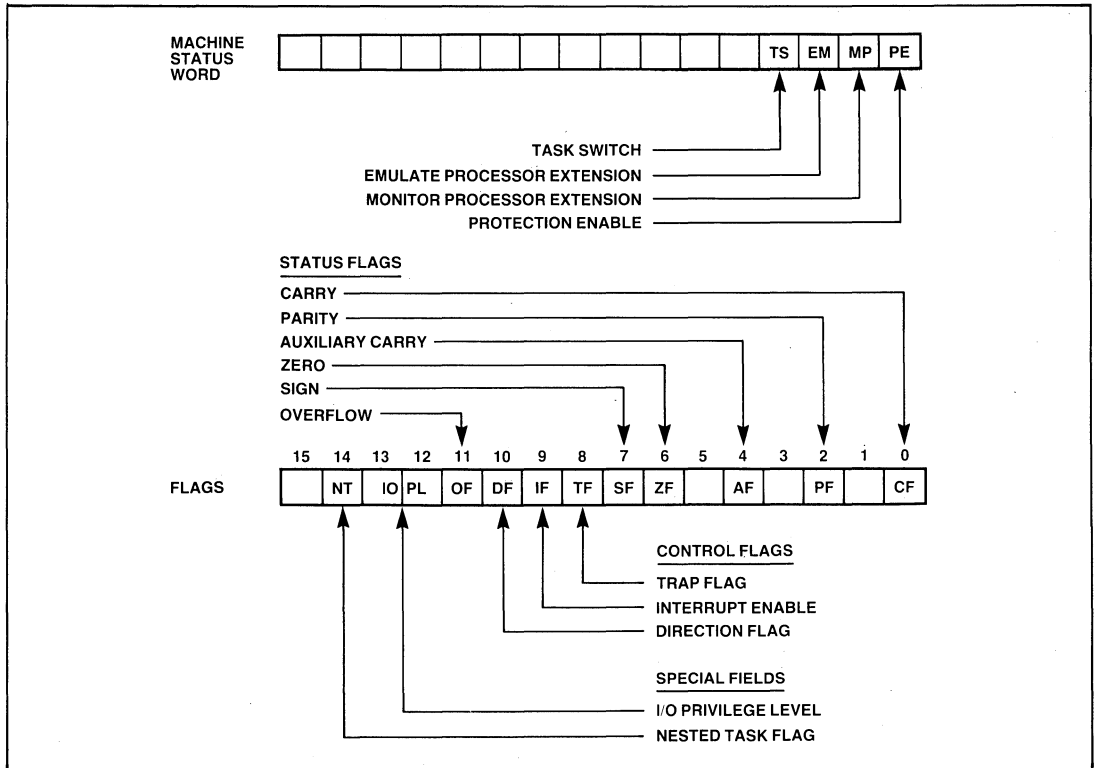 MACHINE
STATUS
WORD
TS EM MP PE
TASK SWITCH
EMULATE PROCESSOR EXTENSION
MONITOR PROCESSOR EXTENSION
PROTECTION ENABLE
STATUS FLAGS
CARRY
PARITY
AUXILIARY CARRY
ZERO
SIGN
OVERFLOW
15 14 13 12 11 10 9 8 7 6 5 4 3 2 1 0
FLAGS NT IO PL OF DF IF TF SF ZF AF PF CF
CONTROL FLAGS
TRAP FLAG
INTERRUPT ENABLE
DIRECTION FLAG
SPECIAL FIELDS
I/O PRIVILEGE LEVEL
NESTED TASK FLAG